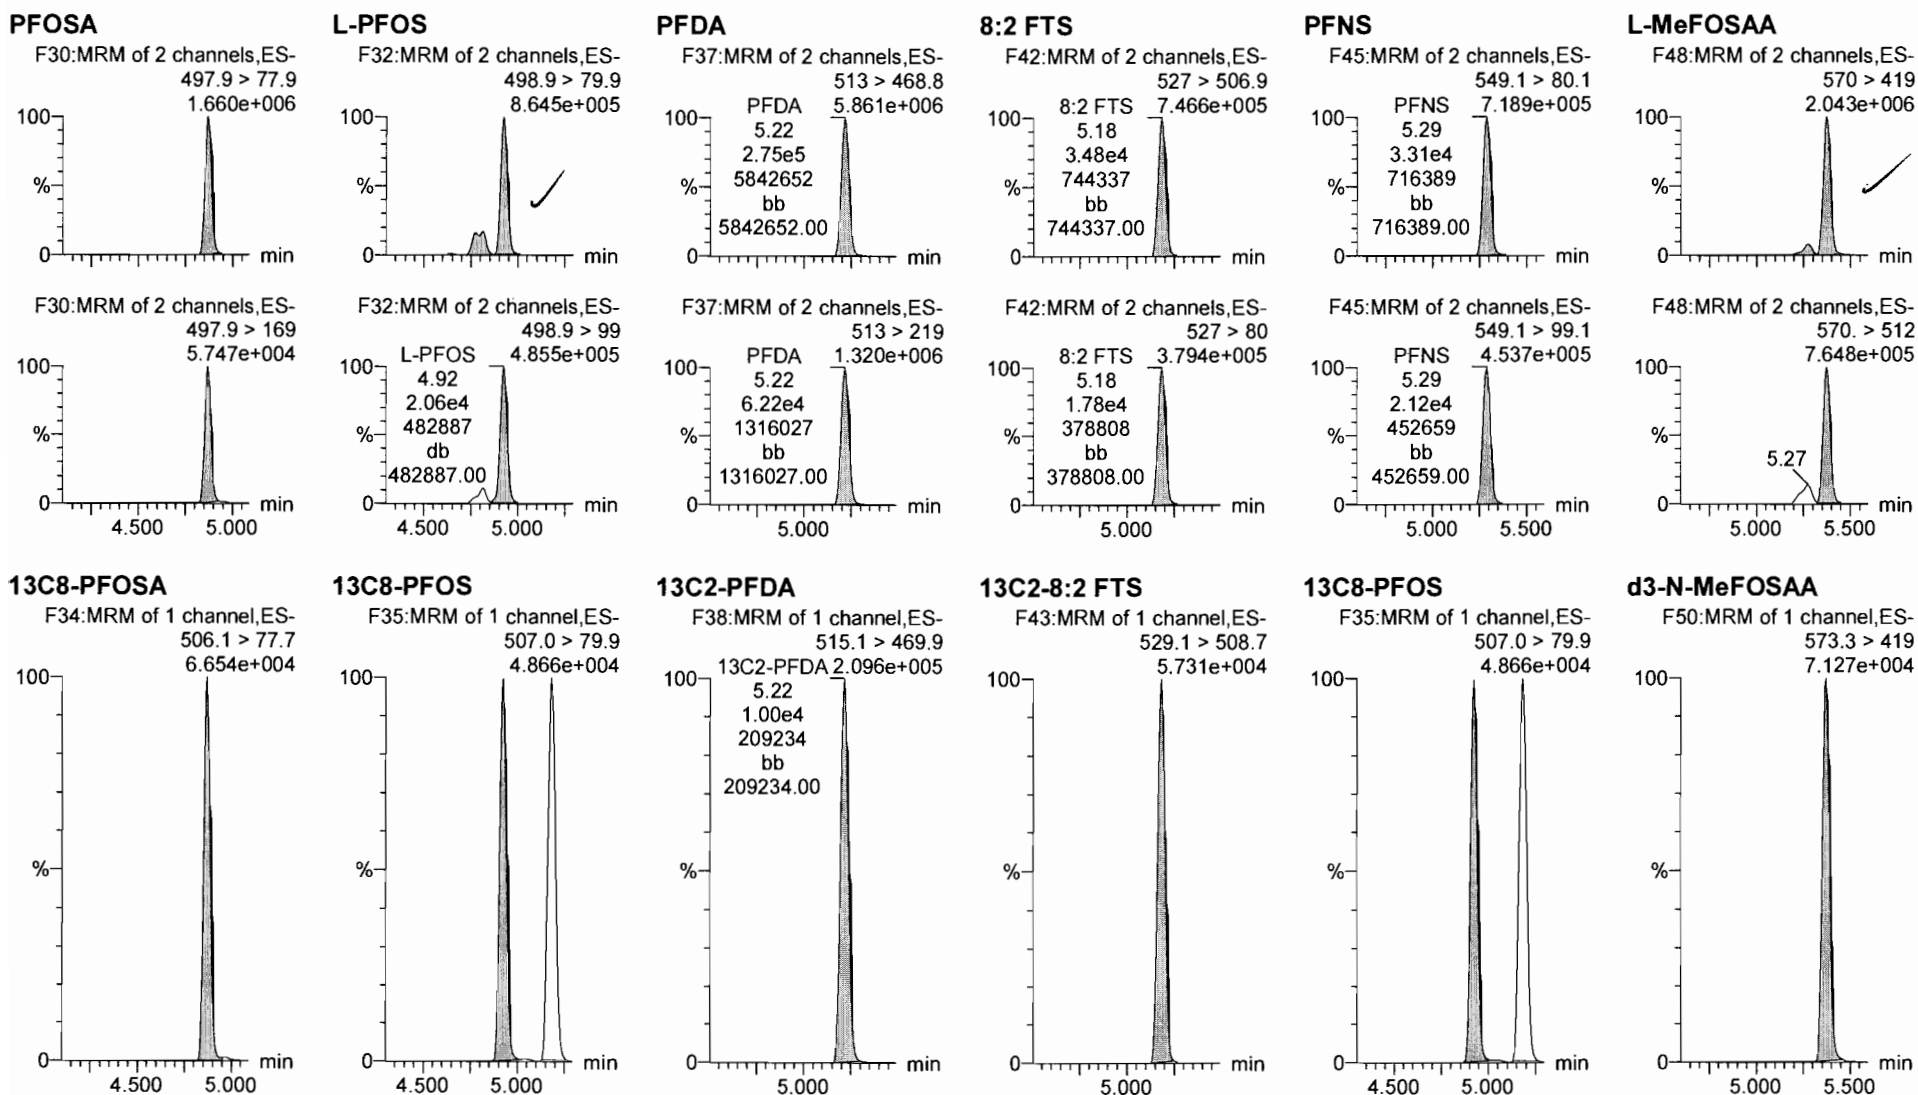 PFOSA
F30:MRM of 2 channels,ES-
497.9 > 77.9
1.660e+006
100
%
0
min
F30:MRM of 2 channels,ES-
497.9 > 169
5.747e+004
100
%
0
min
4.500 5.000
L-PFOS
F32:MRM of 2 channels,ES-
498.9 > 79.9
8.645e+005
100
%
0
min
F32:MRM of 2 channels,ES-
498.9 > 99
L-PFOS 4.855e+005
100
4.92
2.06e4
482887
%
db
482887.00
0
min
4.500 5.000
PFDA
F37:MRM of 2 channels,ES-
513 > 468.8
PFDA 5.861e+006
100
5.22
2.75e5
5842652
%
bb
5842652.00
0
min
F37:MRM of 2 channels,ES-
513 > 219
PFDA 1.320e+006
100
5.22
6.22e4
1316027
%
bb
1316027.00
0
min
5.000
8:2 FTS
F42:MRM of 2 channels,ES-
527 > 506.9
8:2 FTS 7.466e+005
100
5.18
3.48e4
744337
%
bb
744337.00
0
min
F42:MRM of 2 channels,ES-
527 > 80
8:2 FTS 3.794e+005
100
5.18
1.78e4
378808
%
bb
378808.00
0
min
5.000
PFNS
F45:MRM of 2 channels,ES-
549.1 > 80.1
PFNS 7.189e+005
100
5.29
3.31e4
716389
%
bb
716389.00
0
min
F45:MRM of 2 channels,ES-
549.1 > 99.1
PFNS 4.537e+005
100
5.29
2.12e4
452659
%
bb
452659.00
0
min
5.000 5.500
L-MeFOSAA
F48:MRM of 2 channels,ES-
570 > 419
2.043e+006
100
%
0
min
F48:MRM of 2 channels,ES-
570. > 512
7.648e+005
100
%
5.27
0
min
5.000 5.500
13C8-PFOSA
F34:MRM of 1 channel,ES-
506.1 > 77.7
6.654e+004
100
%
0
min
4.500 5.000
13C8-PFOS
F35:MRM of 1 channel,ES-
507.0 > 79.9
4.866e+004
100
%
0
min
4.500 5.000
13C2-PFDA
F38:MRM of 1 channel,ES-
515.1 > 469.9
13C2-PFDA 2.096e+005
100
5.22
1.00e4
209234
bb
209234.00
%
0
min
5.000
13C2-8:2 FTS
F43:MRM of 1 channel,ES-
529.1 > 508.7
5.731e+004
100
%
0
min
5.000
13C8-PFOS
F35:MRM of 1 channel,ES-
507.0 > 79.9
4.866e+004
100
%
0
min
4.500 5.000
d3-N-MeFOSAA
F50:MRM of 1 channel,ES-
573.3 > 419
7.127e+004
100
%
0
min
5.000 5.500